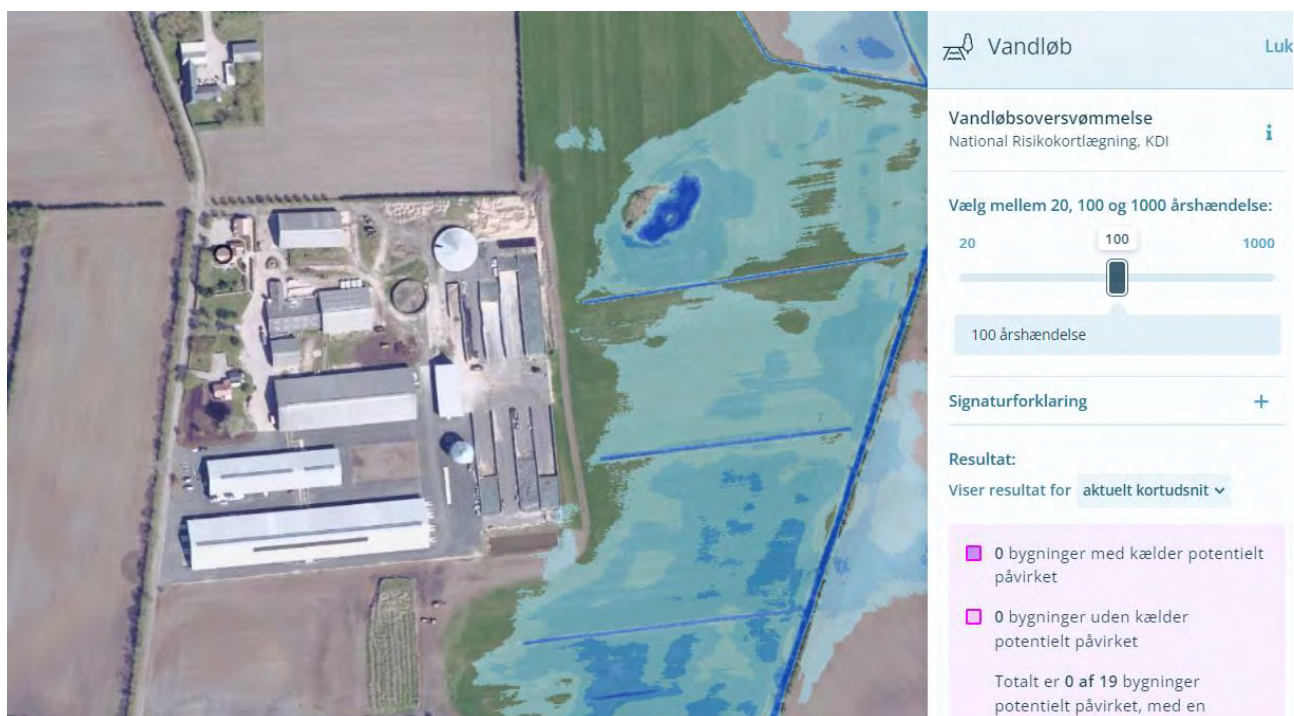 Vandløb
Luk
Vandløbsoversvømmelse
National Risikokortlægning, KDI
i
Vælg mellem 20, 100 og 1000 årshændelse:
20
100
1000
100 årshændelse
Signaturforklaring
+
Resultat:
Viser resultat for aktuelt kortudsnit
0 bygninger med kælder potentielt
påvirket
0 bygninger uden kælder
potentielt påvirket
Totalt er 0 af 19 bygninger
potentielt påvirket, med en